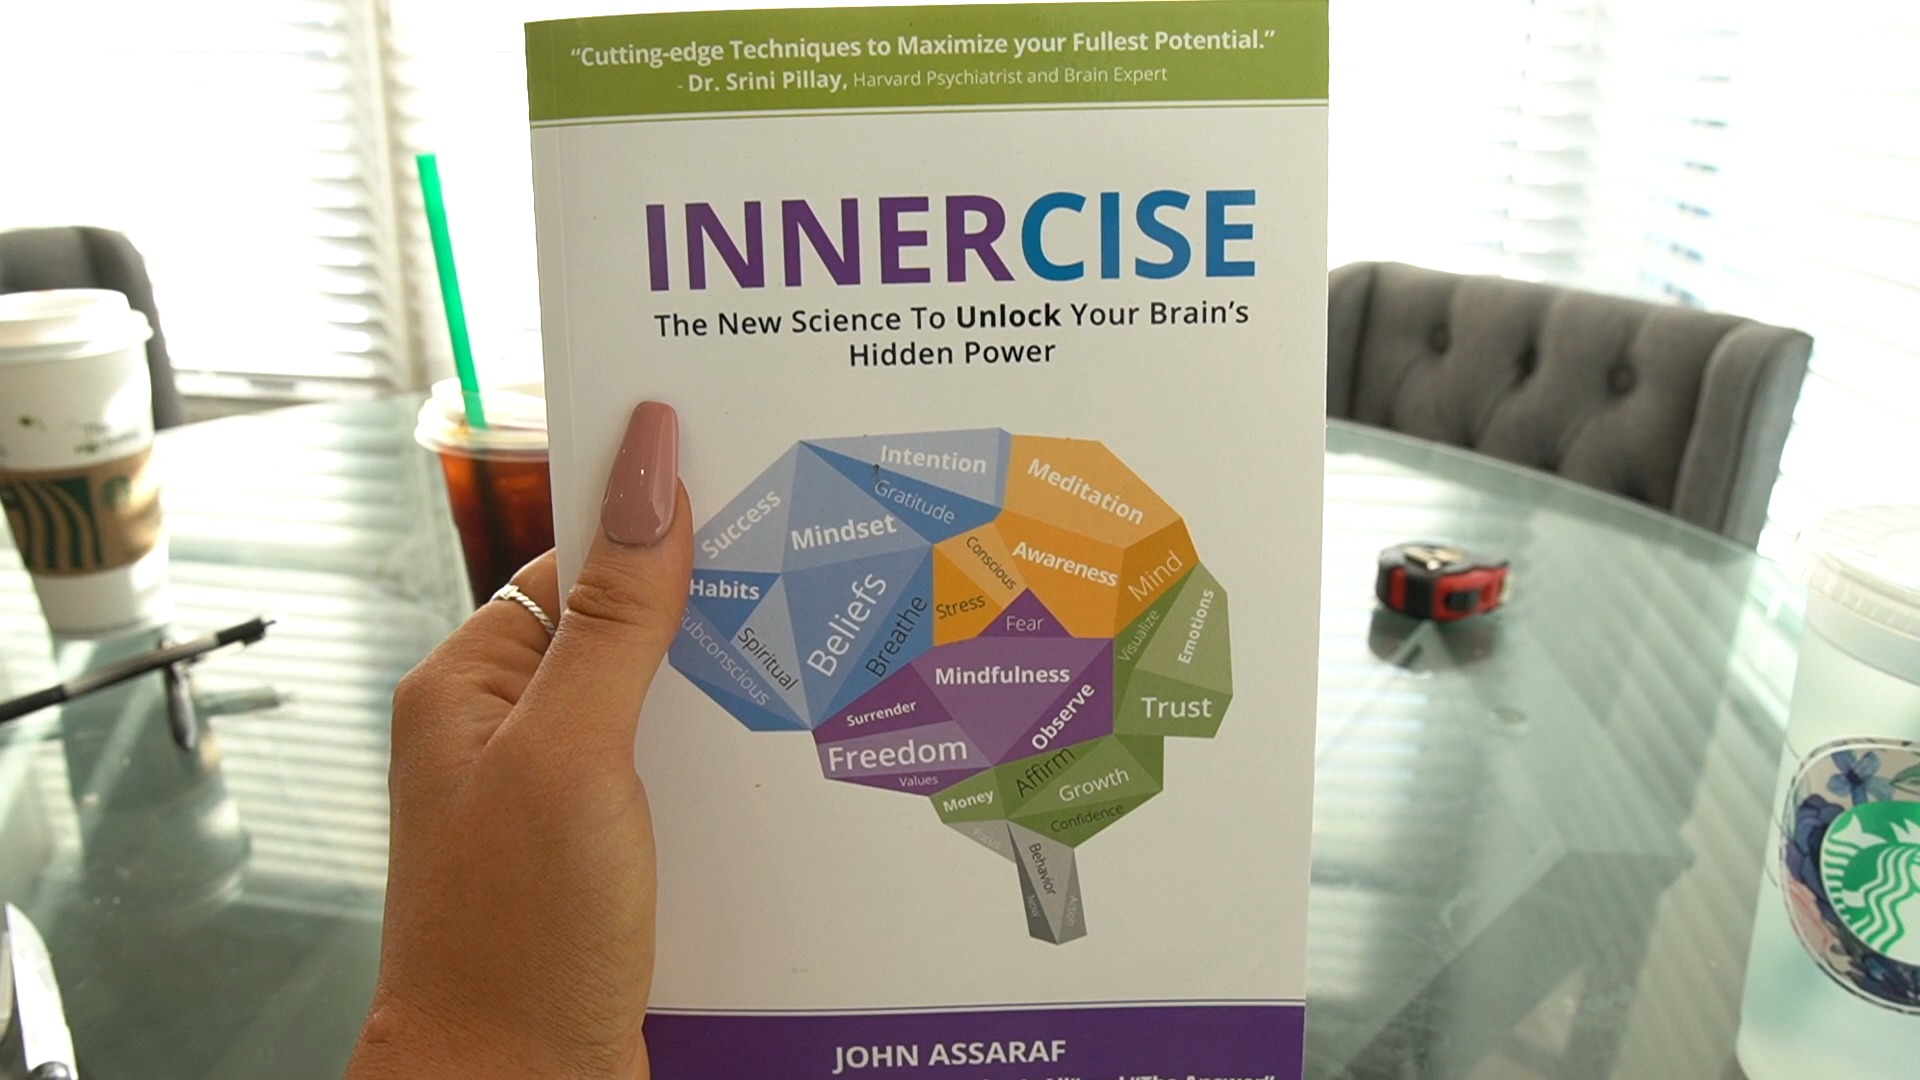 “Cutting-edge Techniques to Maximize your Fullest Potential.”
- Dr. Srini Pillay, Harvard Psychiatrist and Brain Expert
INNERCISE
The New Science To Unlock Your Brain’s
Hidden Power
Intention
Meditation
Gratitude
Success
Mindset
Conscious
Awareness
Mind
Habits
Beliefs
Breathe
Stress
Fear
Visualize
Emotions
Subconscious
Spiritual
Mindfulness
Surrender
Observe
Trust
Freedom
Values
Affirm
Money
Growth
Confidence
Focus
Behavior
Now
Action
JOHN ASSARAF
"The Answer"